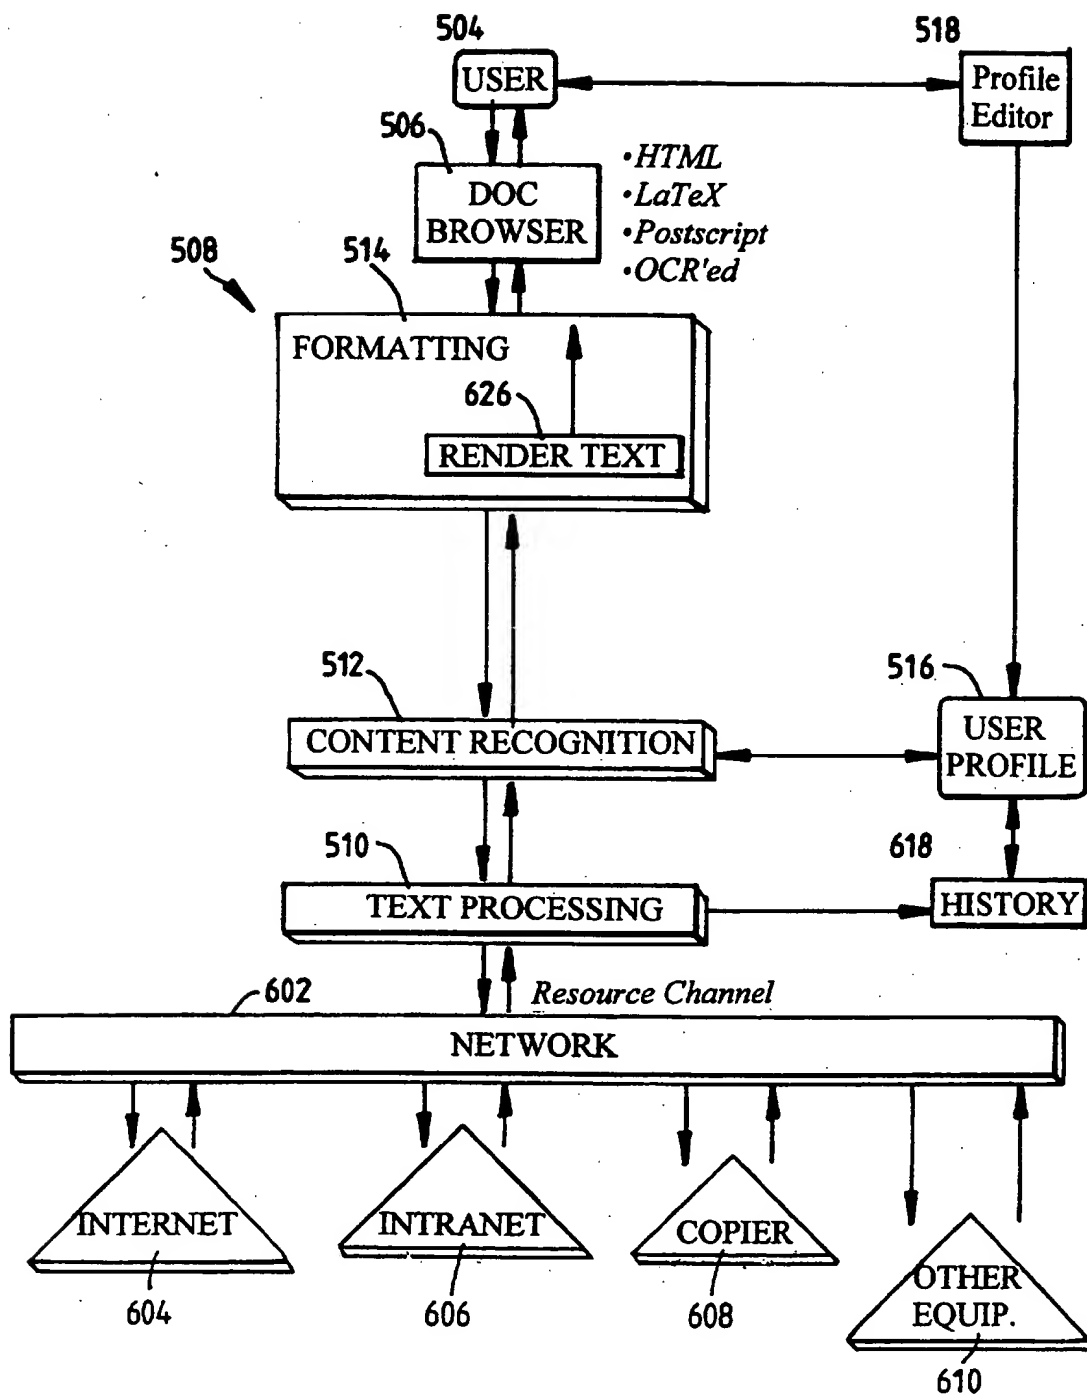 504
518
USER
Profile
Editor
506
•HTML
DOC
•LaTeX
BROWSER
•Postscript
508
514
•OCR'ed
FORMATTING
626
RENDER TEXT
512
516
CONTENT RECOGNITION
USER
PROFILE
510
618
TEXT PROCESSING
HISTORY
602
Resource Channel
NETWORK
INTERNET
INTRANET
COPIER
OTHER
EQUIP.
604
606
608
610